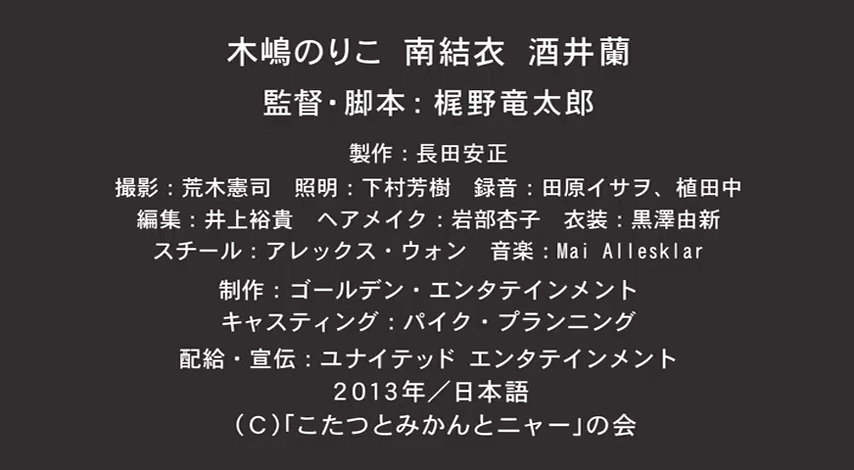 木嶋のりこ 南結衣 酒井蘭
監督・脚本：梶野竜太郎
製作：長田安正
撮影：荒木憲司　照明：下村芳樹　録音：田原イサヲ、植田中
編集：井上裕貴　ヘアメイク：岩部杏子　衣装：黒澤由新
スチール：アレックス・ウォン　音楽：Mai Allesklar
制作：ゴールデン・エンタテインメント
キャスティング：パイク・プランニング
配給・宣伝：ユナイテッド エンタテインメント
2013年／日本語
（C）「こたつとみかんとニャー」の会